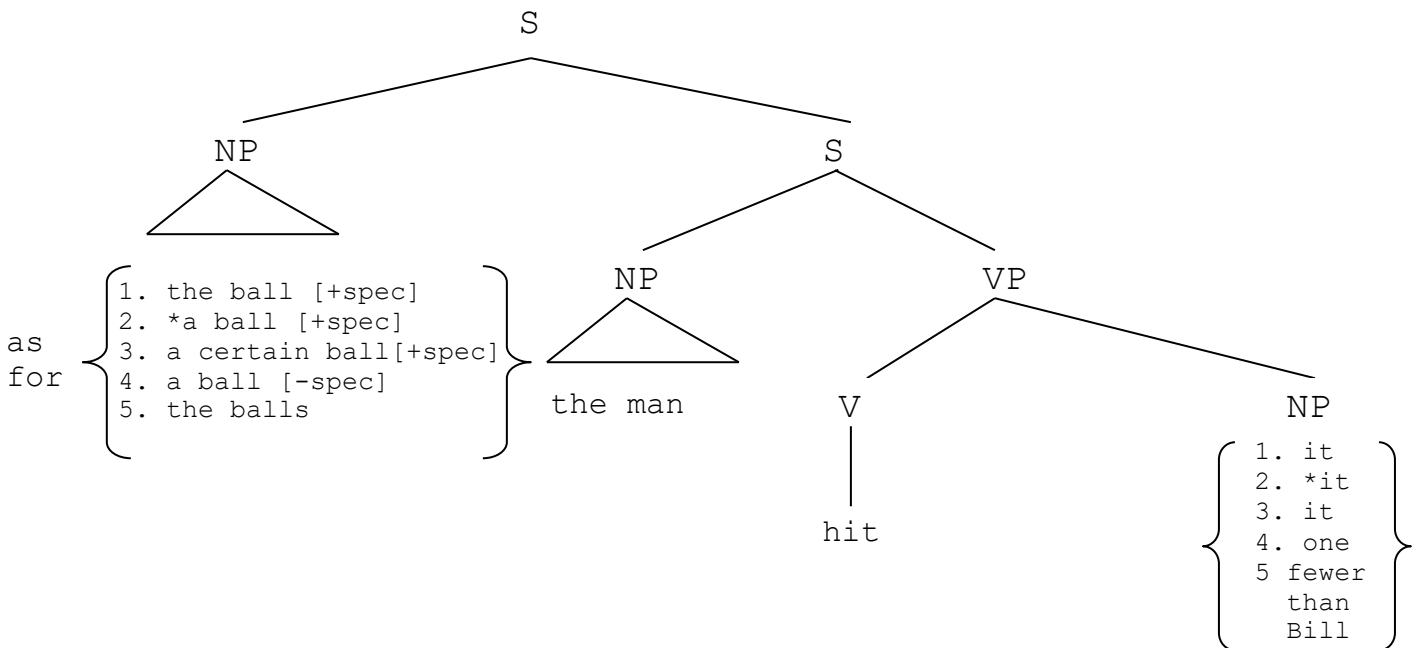 S
NP
S
NP
VP
as
for
1. the ball [+spec]
2. *a ball [+spec]
3. a certain ball[+spec]
4. a ball [-spec]
5. the balls
the man
V
NP
hit
1. it
2. *it
3. it
4. one
5 fewer
than
Bill